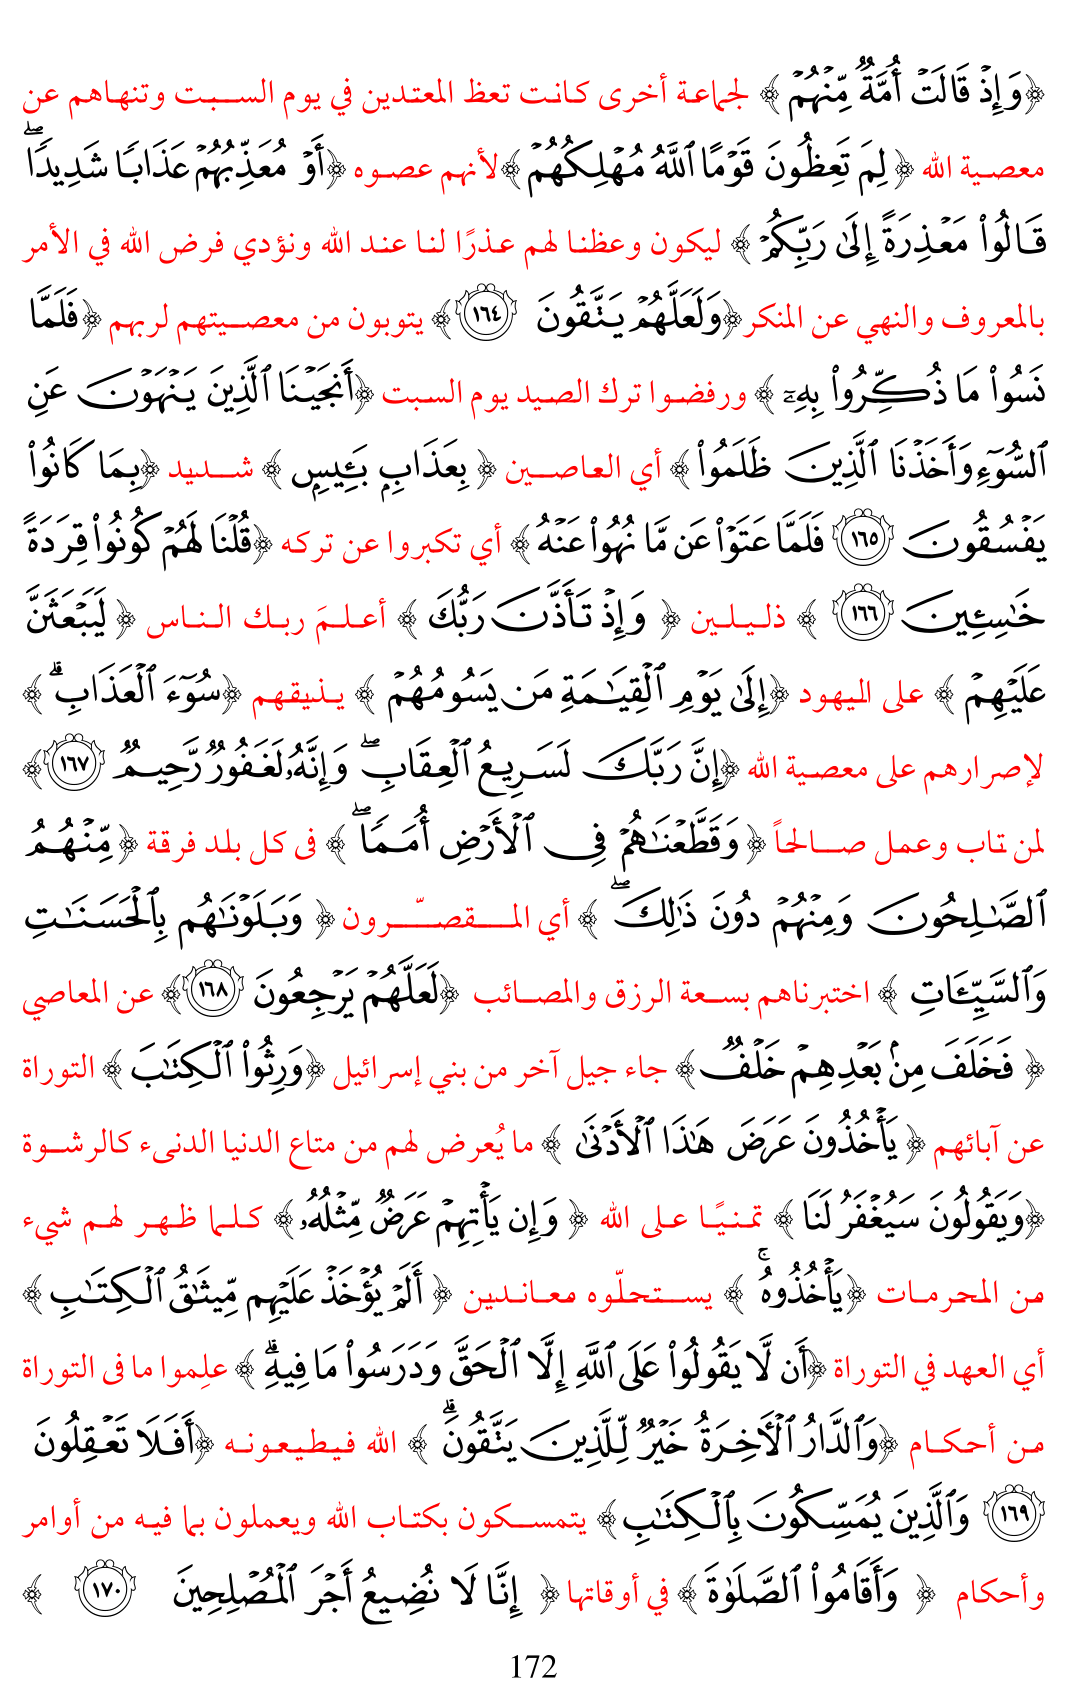 ﴿وَإِذْ قَالَتْ أُمَّةٌ مِّنْهُمْ ﴾ لجماعة أخرى كانت تعظ المعتدين في يوم السبت وتنهاهم عن
معصية الله ﴿ لِمَ تَعِظُونَ قَوْمًا ٱللَّهُ مُهْلِكُهُمْ ﴾ لأنهم عصوه ﴿أَوْ مُعَذِّبُهُمْ عَذَابًا شَدِيدًا ۖ
قَالُوا۟ مَعْذِرَةً إِلَىٰ رَبِّكُمْ ﴾ ليكون وعظنا لهم عذرًا لنا عند الله ونؤدي فرض الله في الأمر
بالمعروف والنهي عن المنكر ﴿وَلَعَلَّهُمْ يَتَّقُونَ ١٦٤﴾ يتوبون من معصيتهم لربهم ﴿فَلَمَّا
نَسُوا۟ مَا ذُكِّرُوا۟ بِهِۦٓ ﴾ ورفضوا ترك الصيد يوم السبت ﴿أَنجَيْنَا ٱلَّذِينَ يَنْهَوْنَ عَنِ
ٱلسُّوٓءِ وَأَخَذْنَا ٱلَّذِينَ ظَلَمُوا۟ ﴾ أي العاصين ﴿ بِعَذَابٍۭ بَـِٔيسٍۭ ﴾ شديد ﴿بِمَا كَانُوا۟
يَفْسُقُونَ ١٦٥ فَلَمَّا عَتَوْا۟ عَن مَّا نُهُوا۟ عَنْهُ ﴾ أي تكبروا عن تركه ﴿قُلْنَا لَهُمْ كُونُوا۟ قِرَدَةً
خَـٰسِـِٔينَ ١٦٦ ﴾ ذليلين ﴿ وَإِذْ تَأَذَّنَ رَبُّكَ ﴾ أعلمَ ربك الناس ﴿ لَيَبْعَثَنَّ
عَلَيْهِمْ ﴾ على اليهود ﴿إِلَىٰ يَوْمِ ٱلْقِيَـٰمَةِ مَن يَسُومُهُمْ ﴾ يذيقهم ﴿سُوٓءَ ٱلْعَذَابِ ۗ ﴾
لإصرارهم على معصية الله ﴿إِنَّ رَبَّكَ لَسَرِيعُ ٱلْعِقَابِ ۖ وَإِنَّهُۥ لَغَفُورٌ رَّحِيمٌ ١٦٧﴾
لمن تاب وعمل صالحاً ﴿ وَقَطَّعْنَـٰهُمْ فِى ٱلْأَرْضِ أُمَمًا ۖ ﴾ فى كل بلد فرقة ﴿ مِّنْهُمُ
ٱلصَّـٰلِحُونَ وَمِنْهُمْ دُونَ ذَٰلِكَ ۖ ﴾ أي المقصّرون ﴿ وَبَلَوْنَـٰهُم بِٱلْحَسَنَـٰتِ
وَٱلسَّيِّـَٔاتِ ﴾ اختبرناهم بسعة الرزق والمصائب ﴿لَعَلَّهُمْ يَرْجِعُونَ ١٦٨﴾ عن المعاصي
﴿ فَخَلَفَ مِنۢ بَعْدِهِمْ خَلْفٌ ﴾ جاء جيل آخر من بني إسرائيل ﴿وَرِثُوا۟ ٱلْكِتَـٰبَ ﴾ التوراة
عن آبائهم ﴿ يَأْخُذُونَ عَرَضَ هَـٰذَا ٱلْأَدْنَىٰ ﴾ ما يُعرض لهم من متاع الدنيا الدنىء كالرشوة
﴿وَيَقُولُونَ سَيُغْفَرُ لَنَا ﴾ تمنيًا على الله ﴿ وَإِن يَأْتِهِمْ عَرَضٌ مِّثْلُهُۥ ﴾ كلما ظهر لهم شيء
من المحرمات ﴿يَأْخُذُوهُ ۚ ﴾ يستحلّوه معاندين ﴿ أَلَمْ يُؤْخَذْ عَلَيْهِم مِّيثَـٰقُ ٱلْكِتَـٰبِ ﴾
أي العهد في التوراة ﴿أَن لَّا يَقُولُوا۟ عَلَى ٱللَّهِ إِلَّا ٱلْحَقَّ وَدَرَسُوا۟ مَا فِيهِ ۗ ﴾ علِموا ما فى التوراة
من أحكام ﴿وَٱلدَّارُ ٱلْـَٔاخِرَةُ خَيْرٌ لِّلَّذِينَ يَتَّقُونَ ۗ ﴾ الله فيطيعونه ﴿أَفَلَا تَعْقِلُونَ
١٦٩ وَٱلَّذِينَ يُمَسِّكُونَ بِٱلْكِتَـٰبِ ﴾ يتمسكون بكتاب الله ويعملون بما فيه من أوامر
وأحكام ﴿ وَأَقَامُوا۟ ٱلصَّلَوٰةَ ﴾ في أوقاتها ﴿ إِنَّا لَا نُضِيعُ أَجْرَ ٱلْمُصْلِحِينَ ١٧٠ ﴾
172